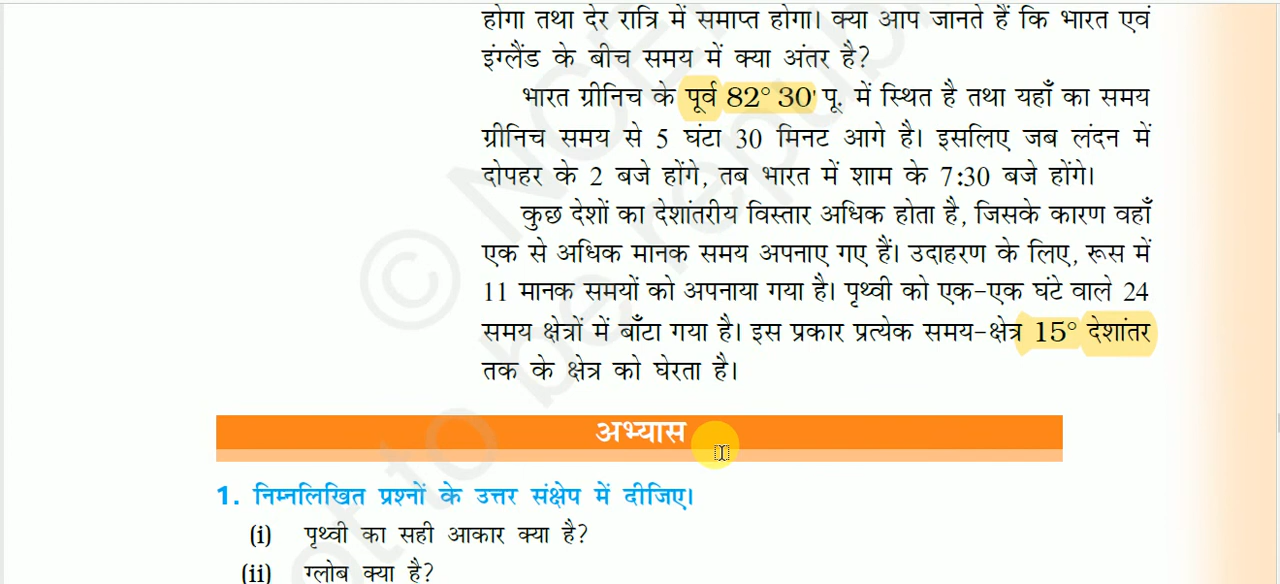 होगा तथा देर रात्रि में समाप्त होगा। क्या आप जानते हैं कि भारत एवं
इंग्लैंड के बीच समय में क्या अंतर है?
भारत ग्रीनिच के पूर्व 82° 30' पू. में स्थित है तथा यहाँ का समय
ग्रीनिच समय से 5 घंटा 30 मिनट आगे है। इसलिए जब लंदन में
दोपहर के 2 बजे होंगे, तब भारत में शाम के 7:30 बजे होंगे।
कुछ देशों का देशांतरीय विस्तार अधिक होता है, जिसके कारण वहाँ
एक से अधिक मानक समय अपनाए गए हैं। उदाहरण के लिए, रूस में
11 मानक समयों को अपनाया गया है। पृथ्वी को एक-एक घंटे वाले 24
समय क्षेत्रों में बाँटा गया है। इस प्रकार प्रत्येक समय-क्षेत्र 15° देशांतर
तक के क्षेत्र को घेरता है।
अभ्यास
1. निम्नलिखित प्रश्नों के उत्तर संक्षेप में दीजिए।
(i) पृथ्वी का सही आकार क्या है?
(ii) ग्लोब क्या है?